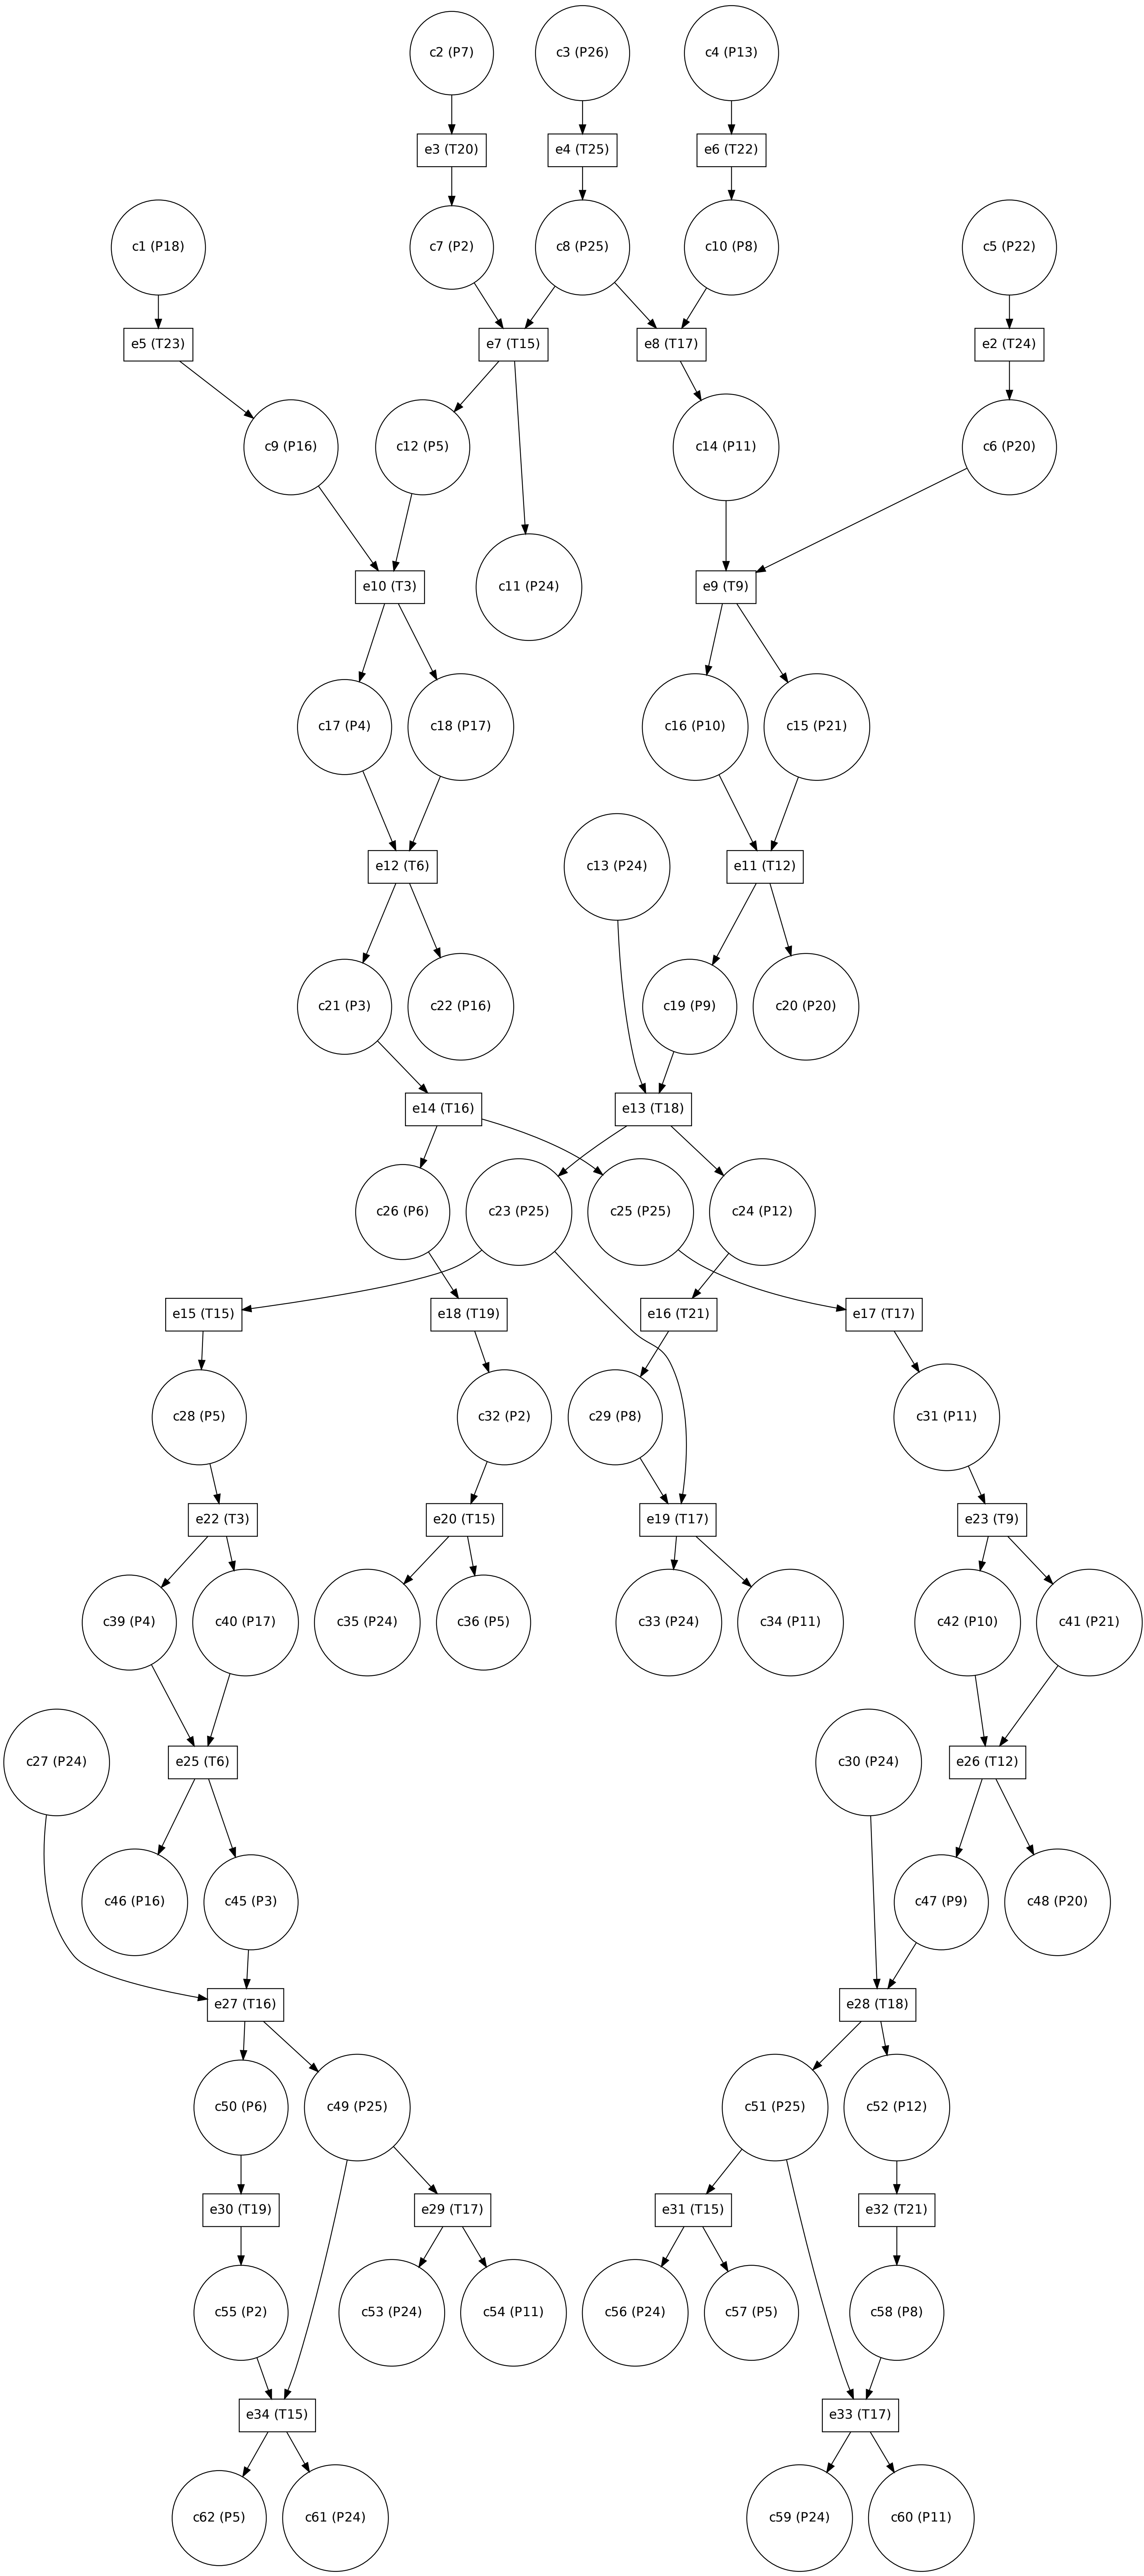 c2 (P7)
c3 (P26)
c4 (P13)
e3 (T20)
e4 (T25)
e6 (T22)
c1 (P18)
c7 (P2)
c8 (P25)
c10 (P8)
c5 (P22)
e5 (T23)
e7 (T15)
e8 (T17)
e2 (T24)
c9 (P16)
c12 (P5)
c14 (P11)
c6 (P20)
e10 (T3)
c11 (P24)
e9 (T9)
c17 (P4)
c18 (P17)
c16 (P10)
c15 (P21)
e12 (T6)
c13 (P24)
e11 (T12)
c21 (P3)
c22 (P16)
c19 (P9)
c20 (P20)
e14 (T16)
e13 (T18)
c26 (P6)
c23 (P25)
c25 (P25)
c24 (P12)
e15 (T15)
e18 (T19)
e16 (T21)
e17 (T17)
c28 (P5)
c32 (P2)
c29 (P8)
c31 (P11)
e22 (T3)
e20 (T15)
e19 (T17)
e23 (T9)
c39 (P4)
c40 (P17)
c35 (P24)
c36 (P5)
c33 (P24)
c34 (P11)
c42 (P10)
c41 (P21)
c27 (P24)
e25 (T6)
c30 (P24)
e26 (T12)
c46 (P16)
c45 (P3)
c47 (P9)
c48 (P20)
e27 (T16)
e28 (T18)
c50 (P6)
c49 (P25)
c51 (P25)
c52 (P12)
e30 (T19)
e29 (T17)
e31 (T15)
e32 (T21)
c55 (P2)
c53 (P24)
c54 (P11)
c56 (P24)
c57 (P5)
c58 (P8)
e34 (T15)
e33 (T17)
c62 (P5)
c61 (P24)
c59 (P24)
c60 (P11)